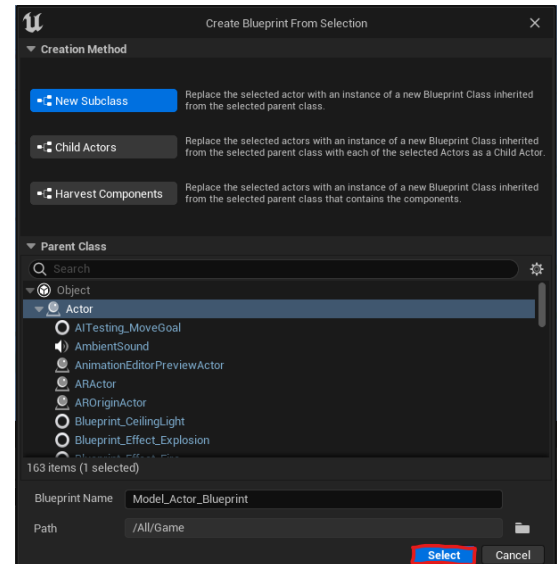 Create Blueprint From Selection
Creation Method
New Subclass
Replace the selected actor with an instance of a new Blueprint Class inherited
from the selected parent class.
Child Actors
Replace the selected actors with an instance of a new Blueprint Class inherited
from the selected parent class with each of the selected Actors as a Child Actor.
Harvest Components
Replace the selected actors with an instance of a new Blueprint Class inherited
from the selected parent class that contains the components.
Parent Class
Search
Object
Actor
AITesting_MoveGoal
AmbientSound
AnimationEditorPreviewActor
ARActor
AROriginActor
Blueprint_CeilingLight
Blueprint_Effect_Explosion
163 items (1 selected)
Blueprint Name
Model_Actor_Blueprint
Path
/All/Game
Select
Cancel